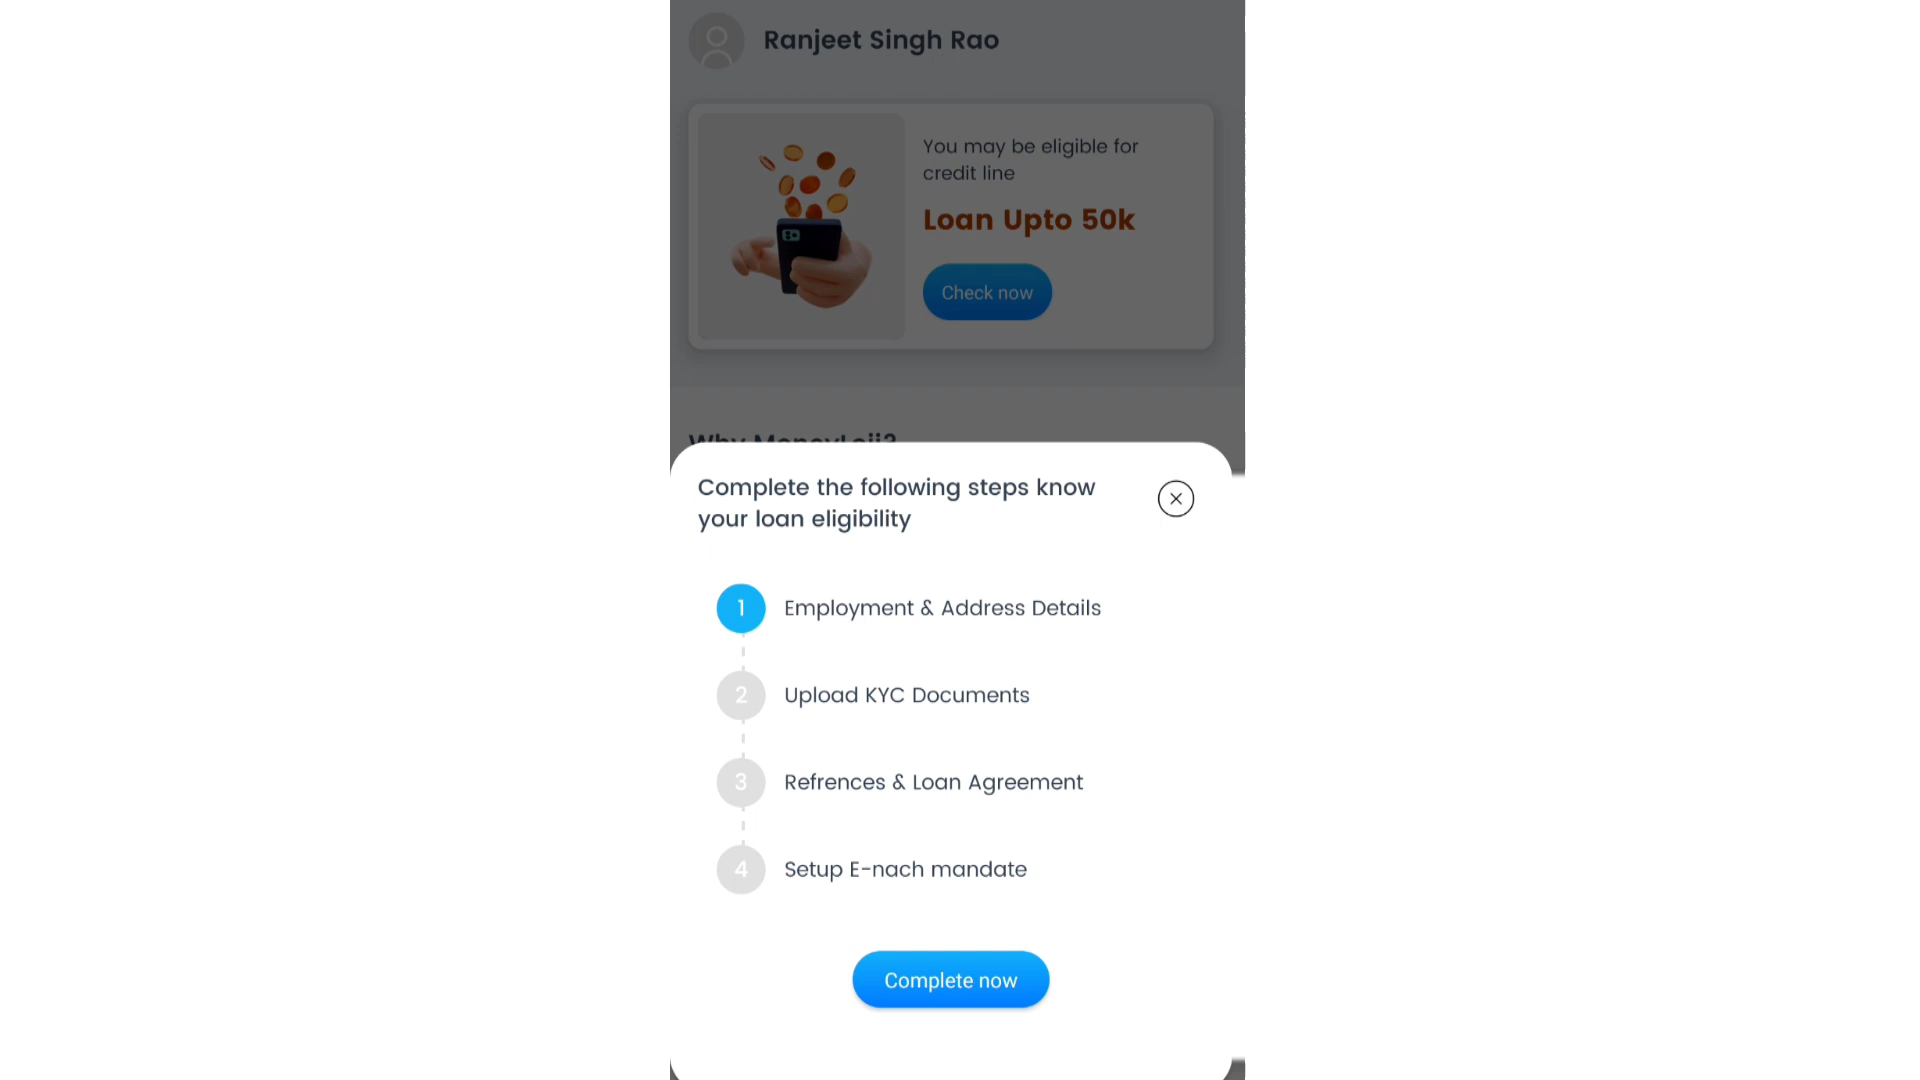 Ranjeet Singh Rao
You may be eligible for
credit line
Loan Upto 50k
Check now
Why MoneyLoji?
Complete the following steps know
your loan eligibility
1 Employment & Address Details
2 Upload KYC Documents
3 Refrences & Loan Agreement
4 Setup E-nach mandate
Complete now